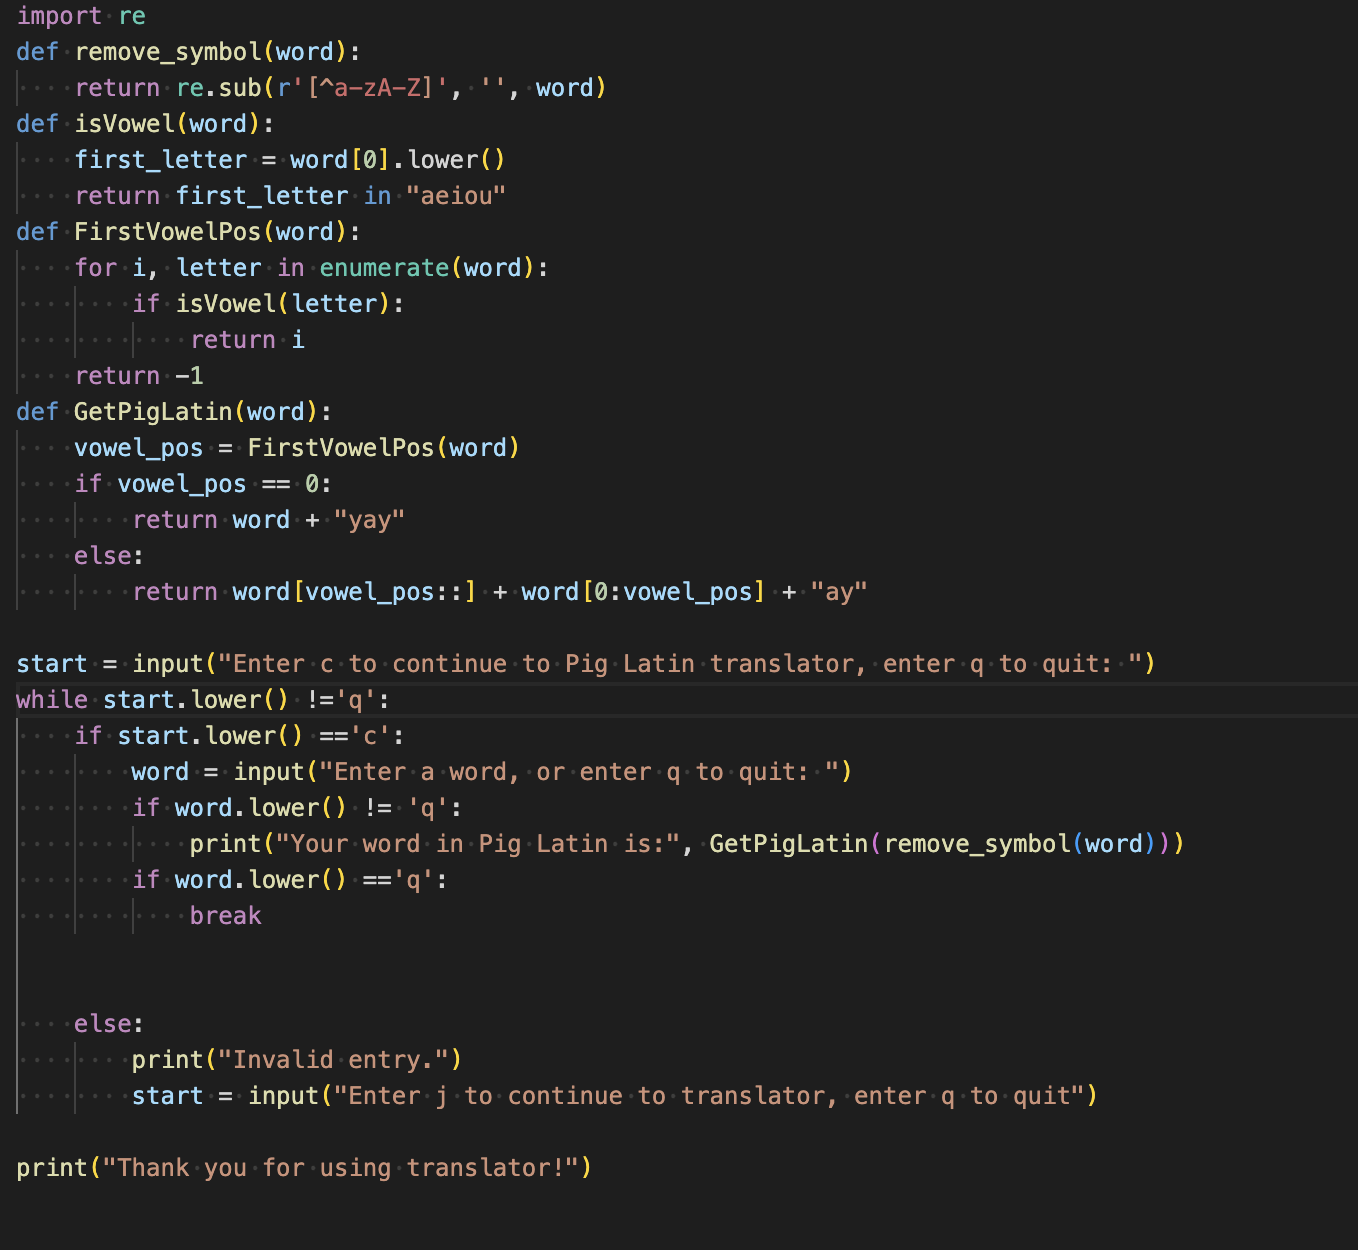 import re
def remove_symbol(word):
    return re.sub(r'[^a-zA-Z]', '', word)
def isVowel(word):
    first_letter = word[0].lower()
    return first_letter in "aeiou"
def FirstVowelPos(word):
    for i, letter in enumerate(word):
        if isVowel(letter):
            return i
    return -1
def GetPigLatin(word):
    vowel_pos = FirstVowelPos(word)
    if vowel_pos == 0:
        return word + "yay"
    else:
        return word[vowel_pos::] + word[0:vowel_pos] + "ay"

start = input("Enter c to continue to Pig Latin translator, enter q to quit: ")
while start.lower() !='q':
    if start.lower() =='c':
        word = input("Enter a word, or enter q to quit: ")
        if word.lower() != 'q':
            print("Your word in Pig Latin is:", GetPigLatin(remove_symbol(word)))
        if word.lower() =='q':
            break

    else:
        print("Invalid entry.")
        start = input("Enter j to continue to translator, enter q to quit")

print("Thank you for using translator!")